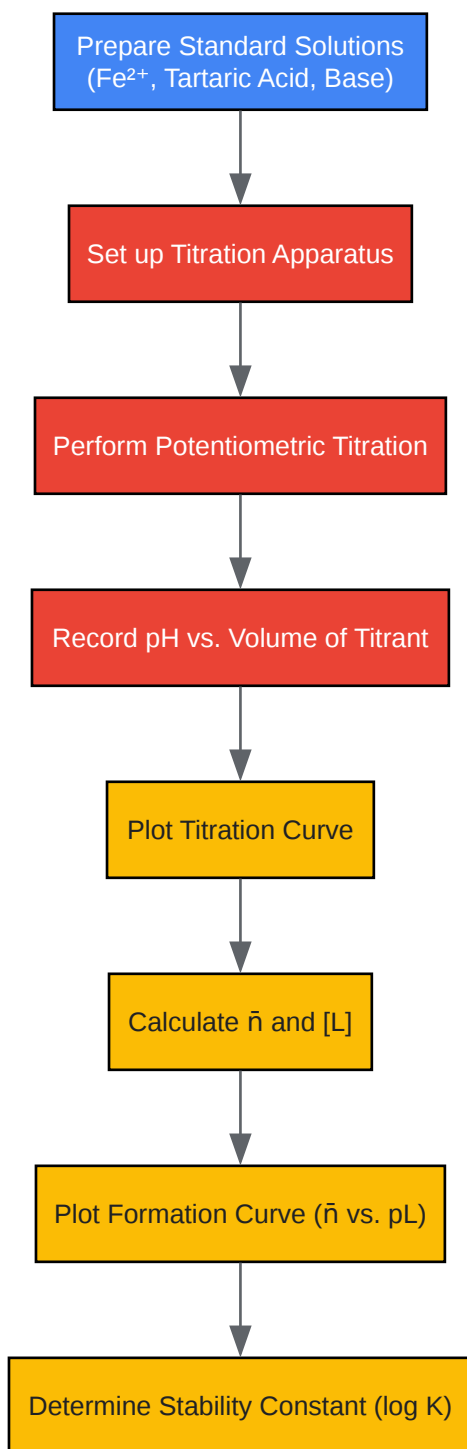 Prepare Standard Solutions
(Fe²⁺, Tartaric Acid, Base)
Set up Titration Apparatus
Perform Potentiometric Titration
Record pH vs. Volume of Titrant
Plot Titration Curve
Calculate n̄ and [L]
Plot Formation Curve (n̄ vs. pL)
Determine Stability Constant (log K)